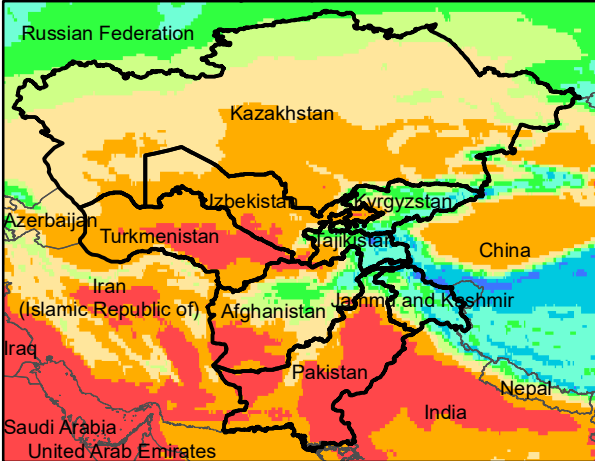 Russian Federation
Kazakhstan
Izbekistan
Kyrgyzstan
Azerbaijan
Turkmenistan
Tajikistan
China
Iran
(Islamic Republic of)
Afghanistan
Jammu and Kashmir
Iraq
Pakistan
Nepal
India
Saudi Arabia
United Arab Emirates